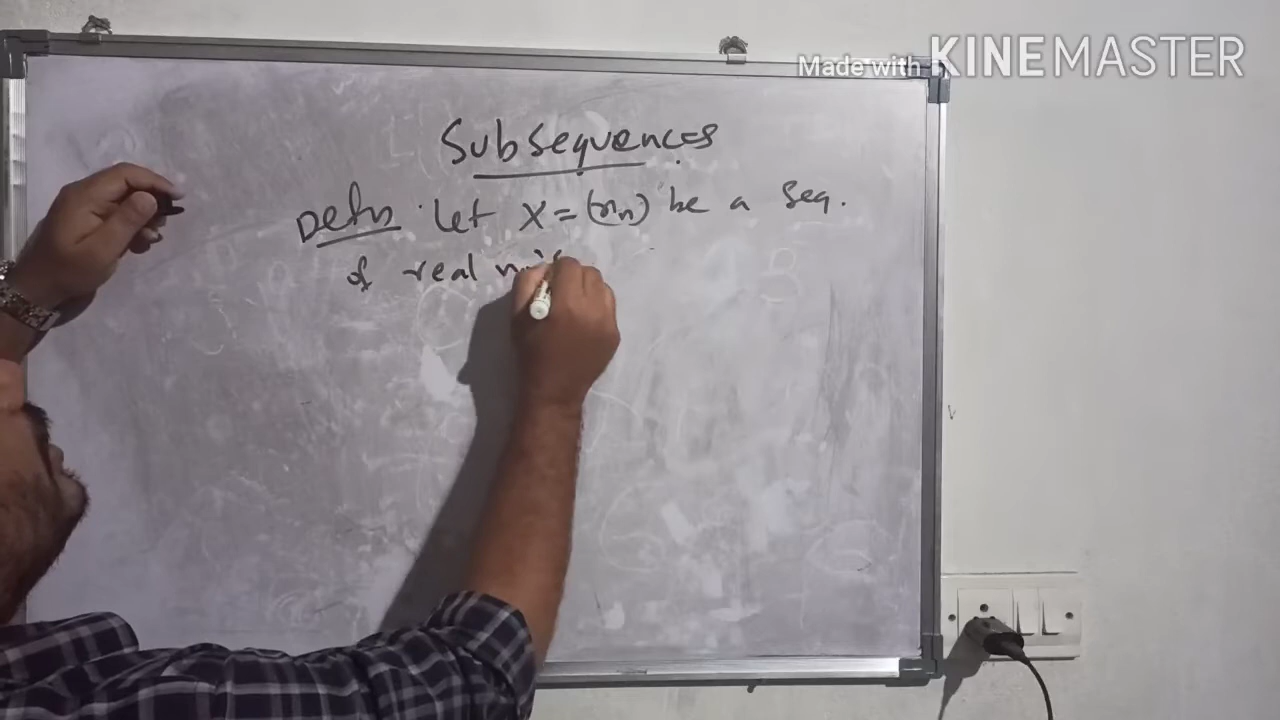 Made with KINEMASTER
Subsequences
Defn. Let X = (xn) be a seq.
of real